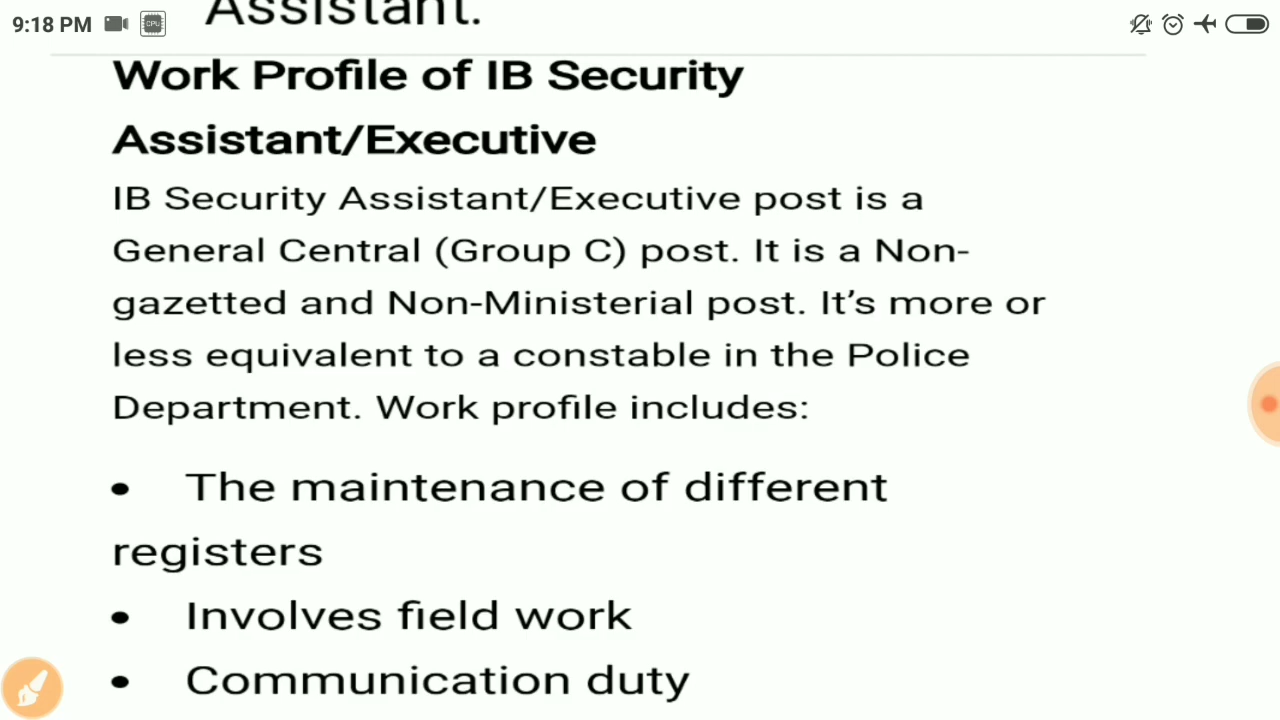 Assistant.
9:18 PM
CPU
Work Profile of IB Security
Assistant/Executive
IB Security Assistant/Executive post is a
General Central (Group C) post. It is a Non-
gazetted and Non-Ministerial post. It’s more or
less equivalent to a constable in the Police
Department. Work profile includes:
• The maintenance of different
registers
• Involves field work
• Communication duty